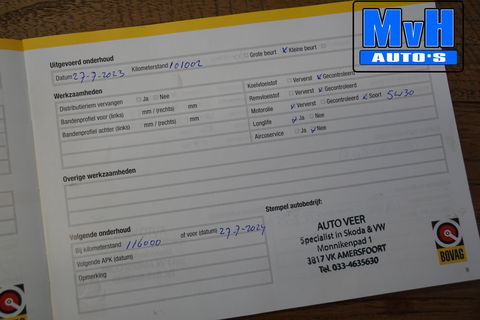 MvH
AUTO'S
Uitgevoerd onderhoud
Datum 27-7-2023 Kilometerstand 101002 Grote beurt Kleine beurt
Werkzaamheden
Distributieriem vervangen Ja Nee
Bandenprofiel voor (links) mm / (rechts) mm
Bandenprofiel achter (links) mm / (rechts) mm
Koelvloeistof Ververst Gecontroleerd
Remvloeistof Ververst Gecontroleerd
Motorolie Ververst Gecontroleerd Soort 5W30
Longlife Ja Nee
Aircoservice Ja Nee
Overige werkzaamheden
Volgende onderhoud
Bij kilometerstand 116000 of voor (datum) 27-7-2024
Volgende APK (datum)
Opmerking
Stempel autobedrijf:
AUTO VEER
Specialist in Skoda & VW
Monnikenpad 1
3817 VK AMERSFOORT
Tel. 033-4635630
BOVAG